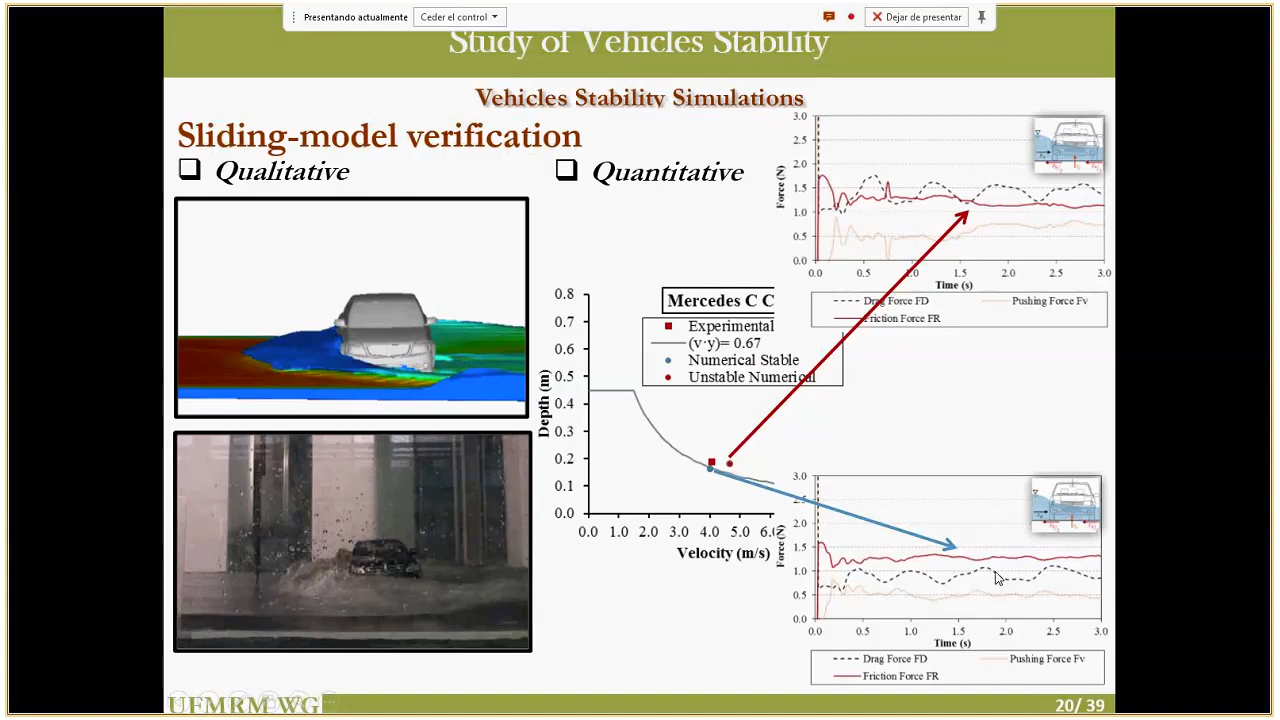 Presentando actualmente
Ceder el control
Dejar de presentar
Study of Vehicles Stability
Vehicles Stability Simulations
Sliding-model verification
Qualitative
Quantitative
3.0
2.5
2.0
1.5
1.0
0.5
0.0
Force (N)
0.0 0.5 1.0 1.5 2.0 2.5 3.0
Time (s)
Drag Force FD
Pushing Force Fv
Friction Force FR
Mercedes C C
Experimental
(v·y)= 0.67
Numerical Stable
Unstable Numerical
0.8
0.7
0.6
0.5
0.4
0.3
0.2
0.1
0.0
Depth (m)
0.0 1.0 2.0 3.0 4.0 5.0
Velocity (m/s)
3.0
2.0
1.5
1.0
0.5
0.0
Force (N)
0.0 0.5 1.0 1.5 2.0 2.5 3.0
Time (s)
Drag Force FD
Pushing Force Fv
Friction Force FR
UFMRM WG
20/ 39